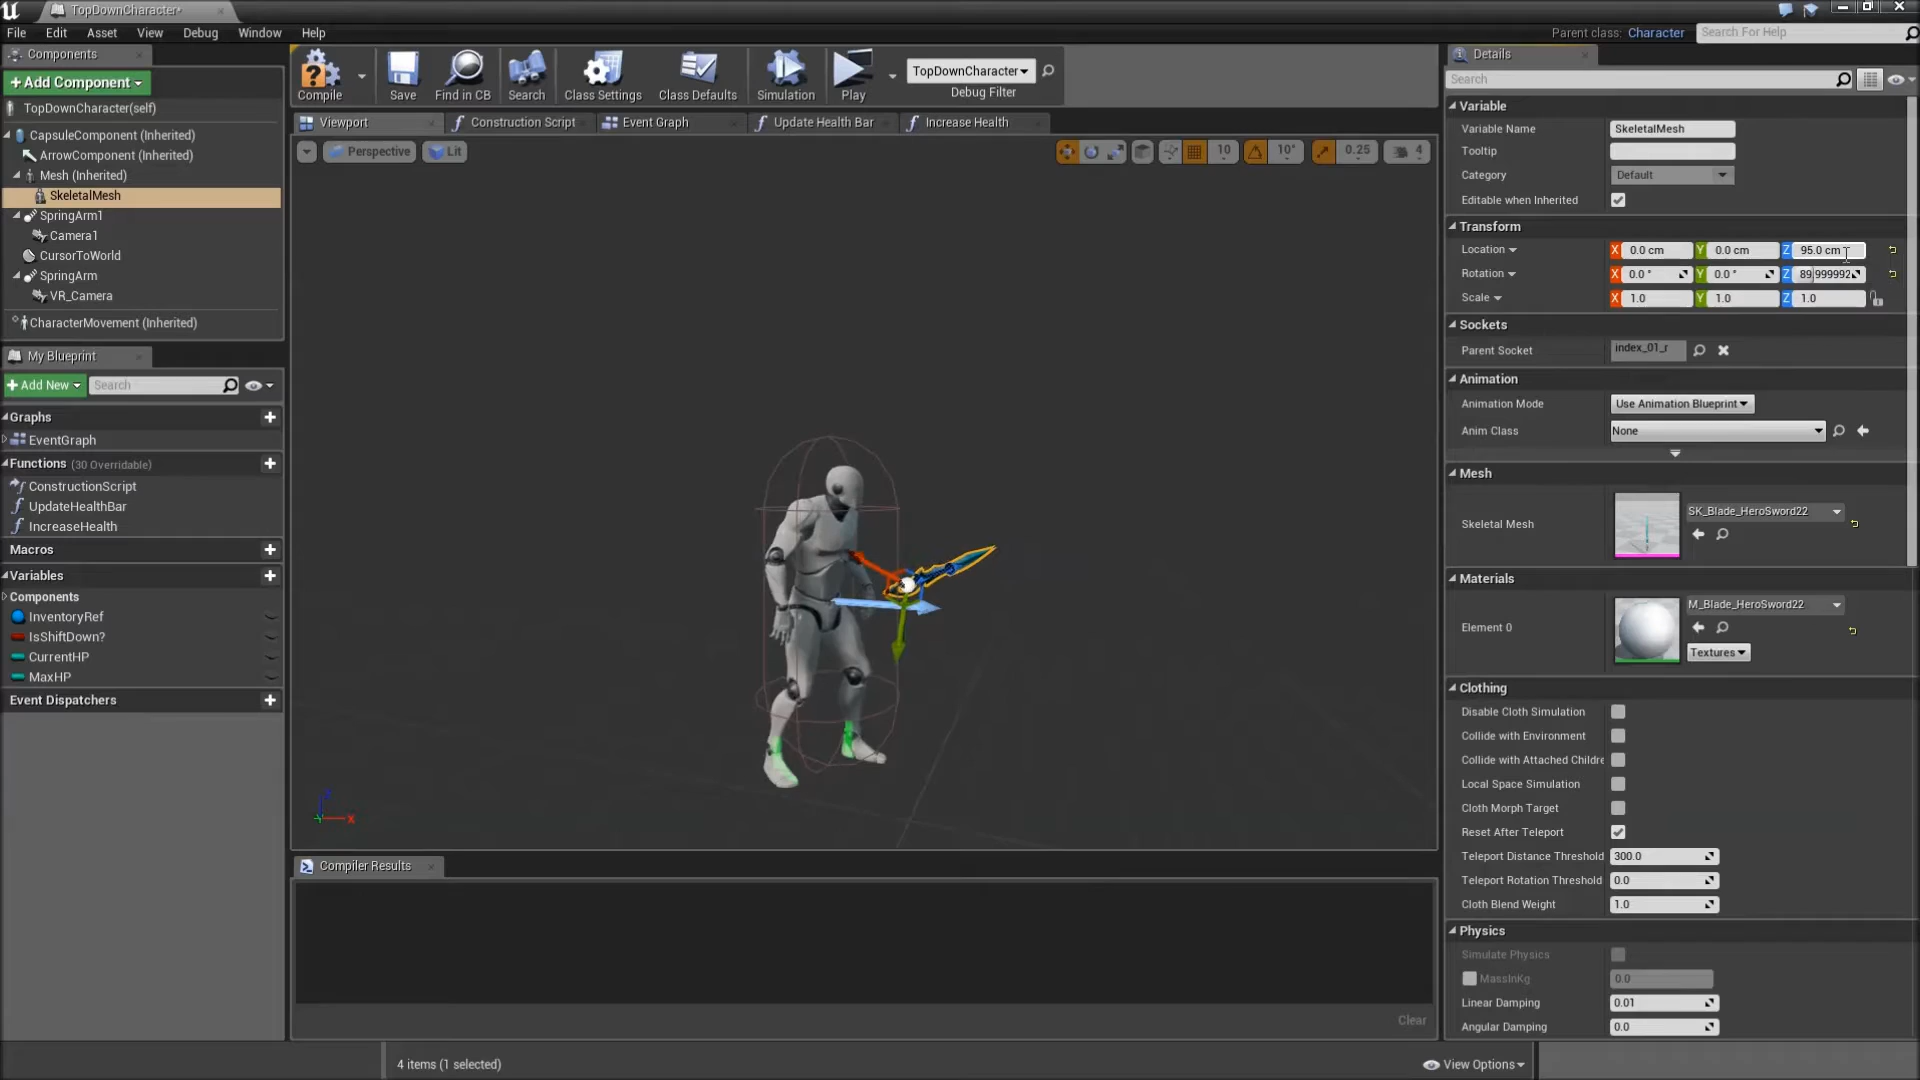 TopDownCharacter*
File Edit Asset View Debug Window Help
Parent class: Character
Search For Help
Components
+Add Component
TopDownCharacter(self)
CapsuleComponent (Inherited)
ArrowComponent (Inherited)
Mesh (Inherited)
SkeletalMesh
SpringArm1
Camera1
CursorToWorld
SpringArm
VR_Camera
CharacterMovement (Inherited)
My Blueprint
+Add New
Search
Graphs
EventGraph
Functions (30 Overridable)
ConstructionScript
UpdateHealthBar
IncreaseHealth
Macros
Variables
Components
InventoryRef
IsShiftDown?
CurrentHP
MaxHP
Event Dispatchers
Compile
Save
Find in CB
Search
Class Settings
Class Defaults
Simulation
Play
TopDownCharacter
Debug Filter
Viewport
Construction Script
Event Graph
Update Health Bar
Increase Health
Perspective
Lit
10
10°
0.25
4
X
Compiler Results
Clear
4 items (1 selected)
View Options
Details
Search
Variable
Variable Name SkeletalMesh
Tooltip
Category Default
Editable when Inherited
Transform
Location X 0.0 cm Y 0.0 cm Z 95.0 cm
Rotation X 0.0 ° Y 0.0 ° Z 89.999992
Scale X 1.0 Y 1.0 Z 1.0
Sockets
Parent Socket index_01_r
Animation
Animation Mode Use Animation Blueprint
Anim Class None
Mesh
Skeletal Mesh SK_Blade_HeroSword22
Materials
Element 0 M_Blade_HeroSword22
Textures
Clothing
Disable Cloth Simulation
Collide with Environment
Collide with Attached Childre
Local Space Simulation
Cloth Morph Target
Reset After Teleport
Teleport Distance Threshold 300.0
Teleport Rotation Threshold 0.0
Cloth Blend Weight 1.0
Physics
Simulate Physics
MassInKg 0.0
Linear Damping 0.01
Angular Damping 0.0